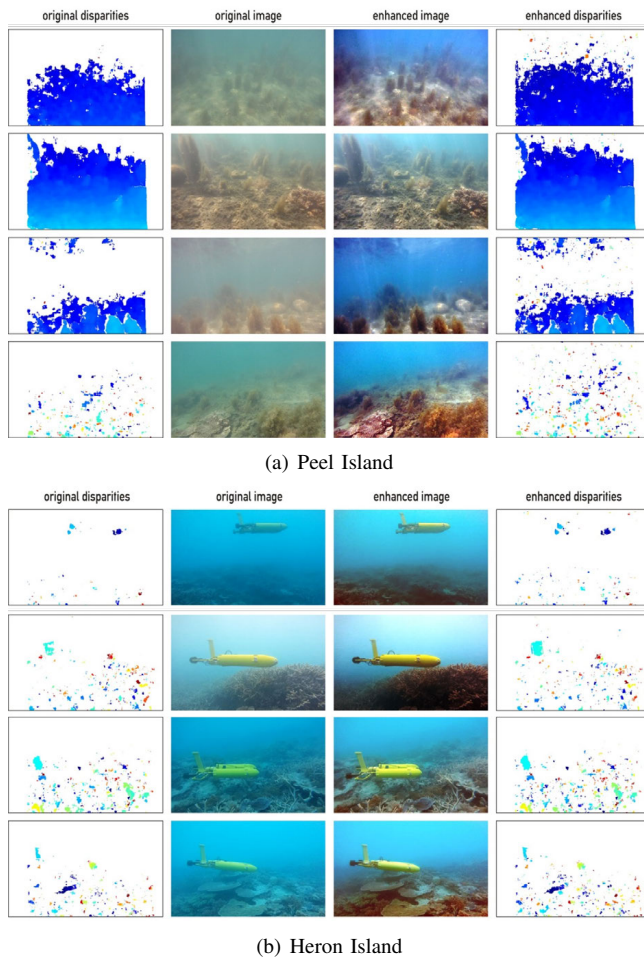 original disparities original image enhanced image enhanced disparities
(a) Peel Island
original disparities original image enhanced image enhanced disparities
(b) Heron Island